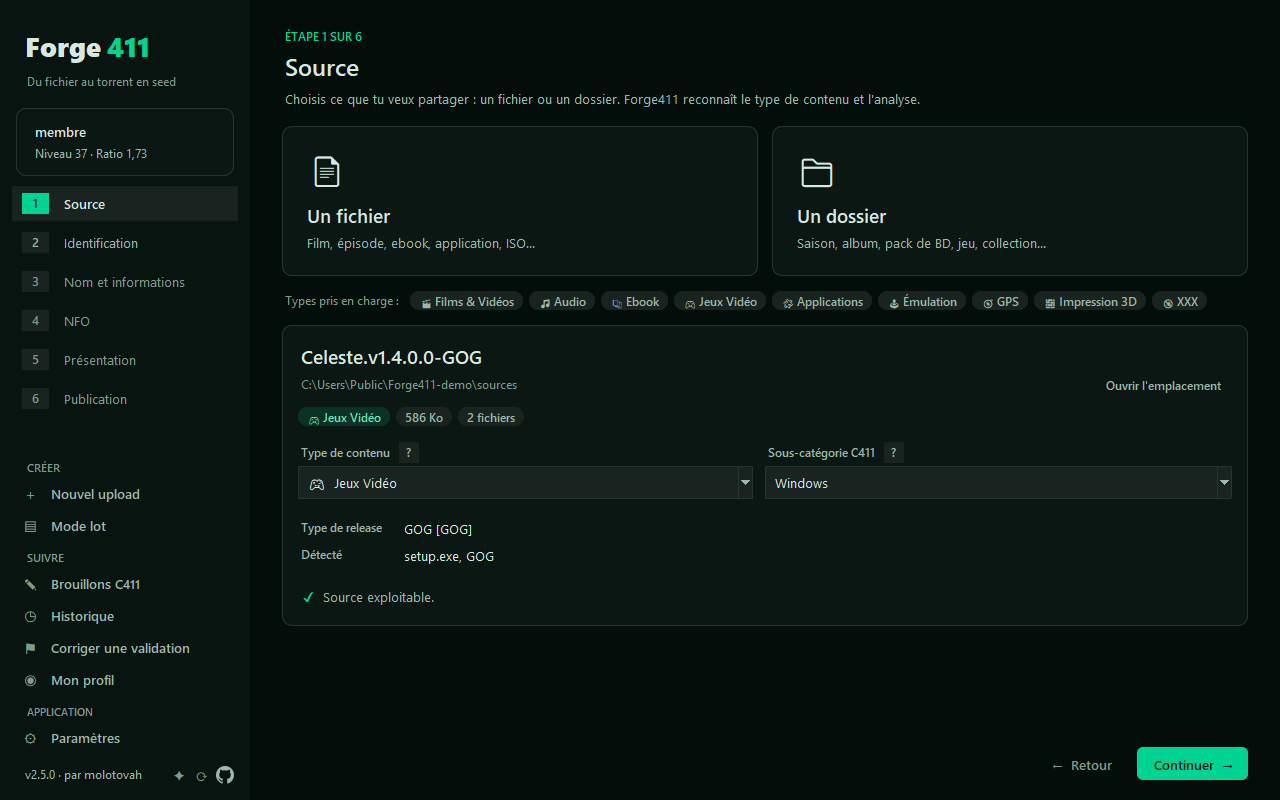 Forge 411
Du fichier au torrent en seed
membre
Niveau 37 · Ratio 1,73
1 Source
2 Identification
3 Nom et informations
4 NFO
5 Présentation
6 Publication
CRÉER
+ Nouvel upload
Mode lot
SUIVRE
Brouillons C411
Historique
Corriger une validation
Mon profil
APPLICATION
Paramètres
v2.5.0 · par molotovah
ÉTAPE 1 SUR 6
Source
Choisis ce que tu veux partager : un fichier ou un dossier. Forge411 reconnaît le type de contenu et l'analyse.
Un fichier
Film, épisode, ebook, application, ISO...
Un dossier
Saison, album, pack de BD, jeu, collection...
Types pris en charge : Films & Vidéos Audio Ebook Jeux Vidéo Applications Émulation GPS Impression 3D XXX
Celeste.v1.4.0.0-GOG
C:\Users\Public\Forge411-demo\sources
Ouvrir l'emplacement
Jeux Vidéo 586 Ko 2 fichiers
Type de contenu ? Sous-catégorie C411 ?
Jeux Vidéo Windows
Type de release GOG [GOG]
Détecté setup.exe, GOG
✓ Source exploitable.
← Retour Continuer →